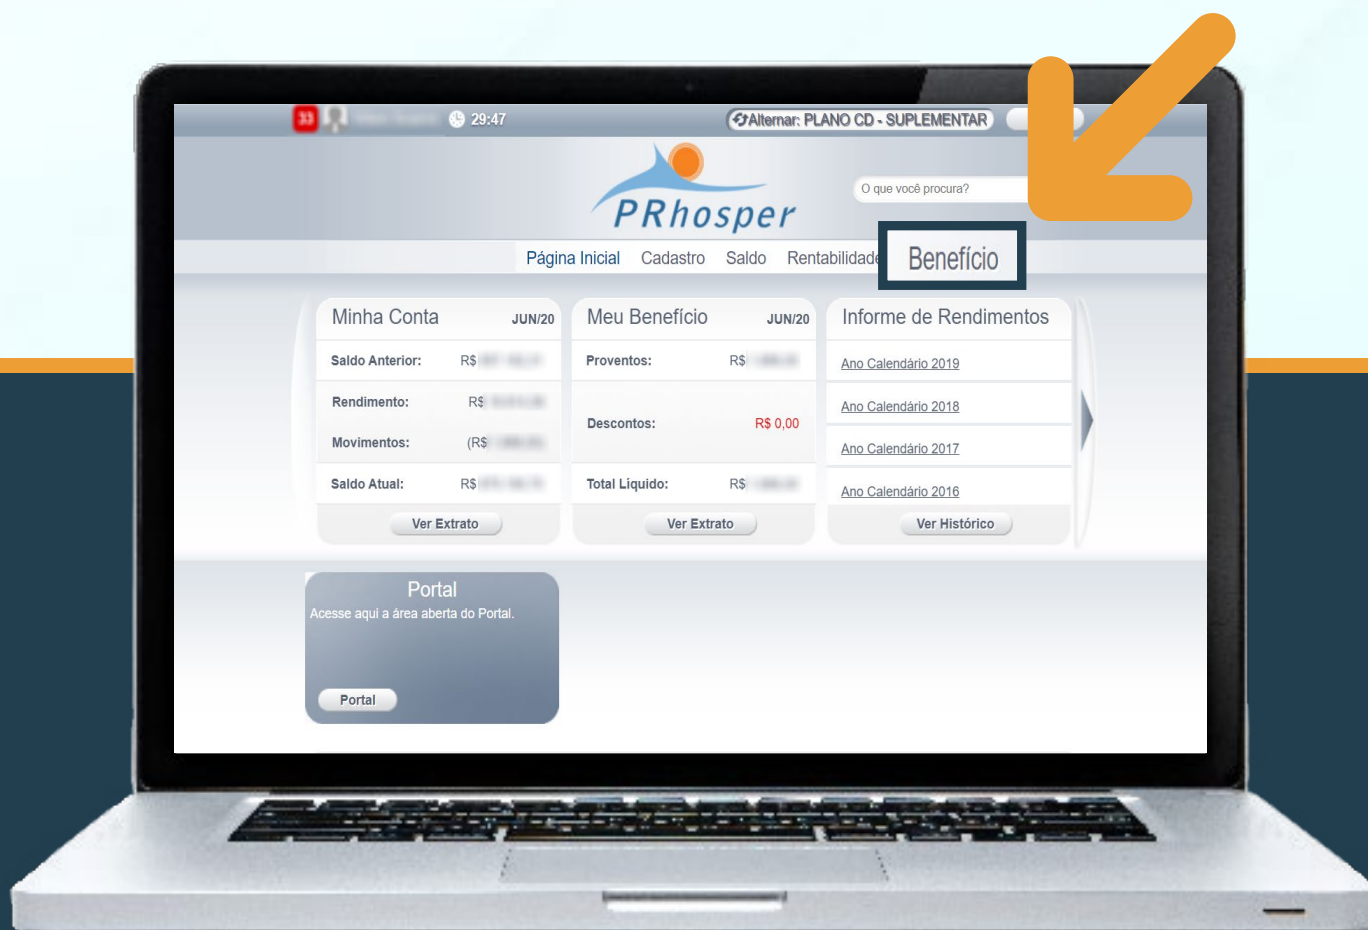 33 29:47 Alternar: PLANO CD - SUPLEMENTAR
PRhosper
O que você procura?
Página Inicial Cadastro Saldo Rentabilidade Benefício
Minha Conta JUN/20
Saldo Anterior: R$
Rendimento: R$
Movimentos: (R$
Saldo Atual: R$
Ver Extrato
Meu Benefício JUN/20
Proventos: R$
Descontos: R$ 0,00
Total Líquido: R$
Ver Extrato
Informe de Rendimentos
Ano Calendário 2019
Ano Calendário 2018
Ano Calendário 2017
Ano Calendário 2016
Ver Histórico
Portal
Acesse aqui a área aberta do Portal.
Portal